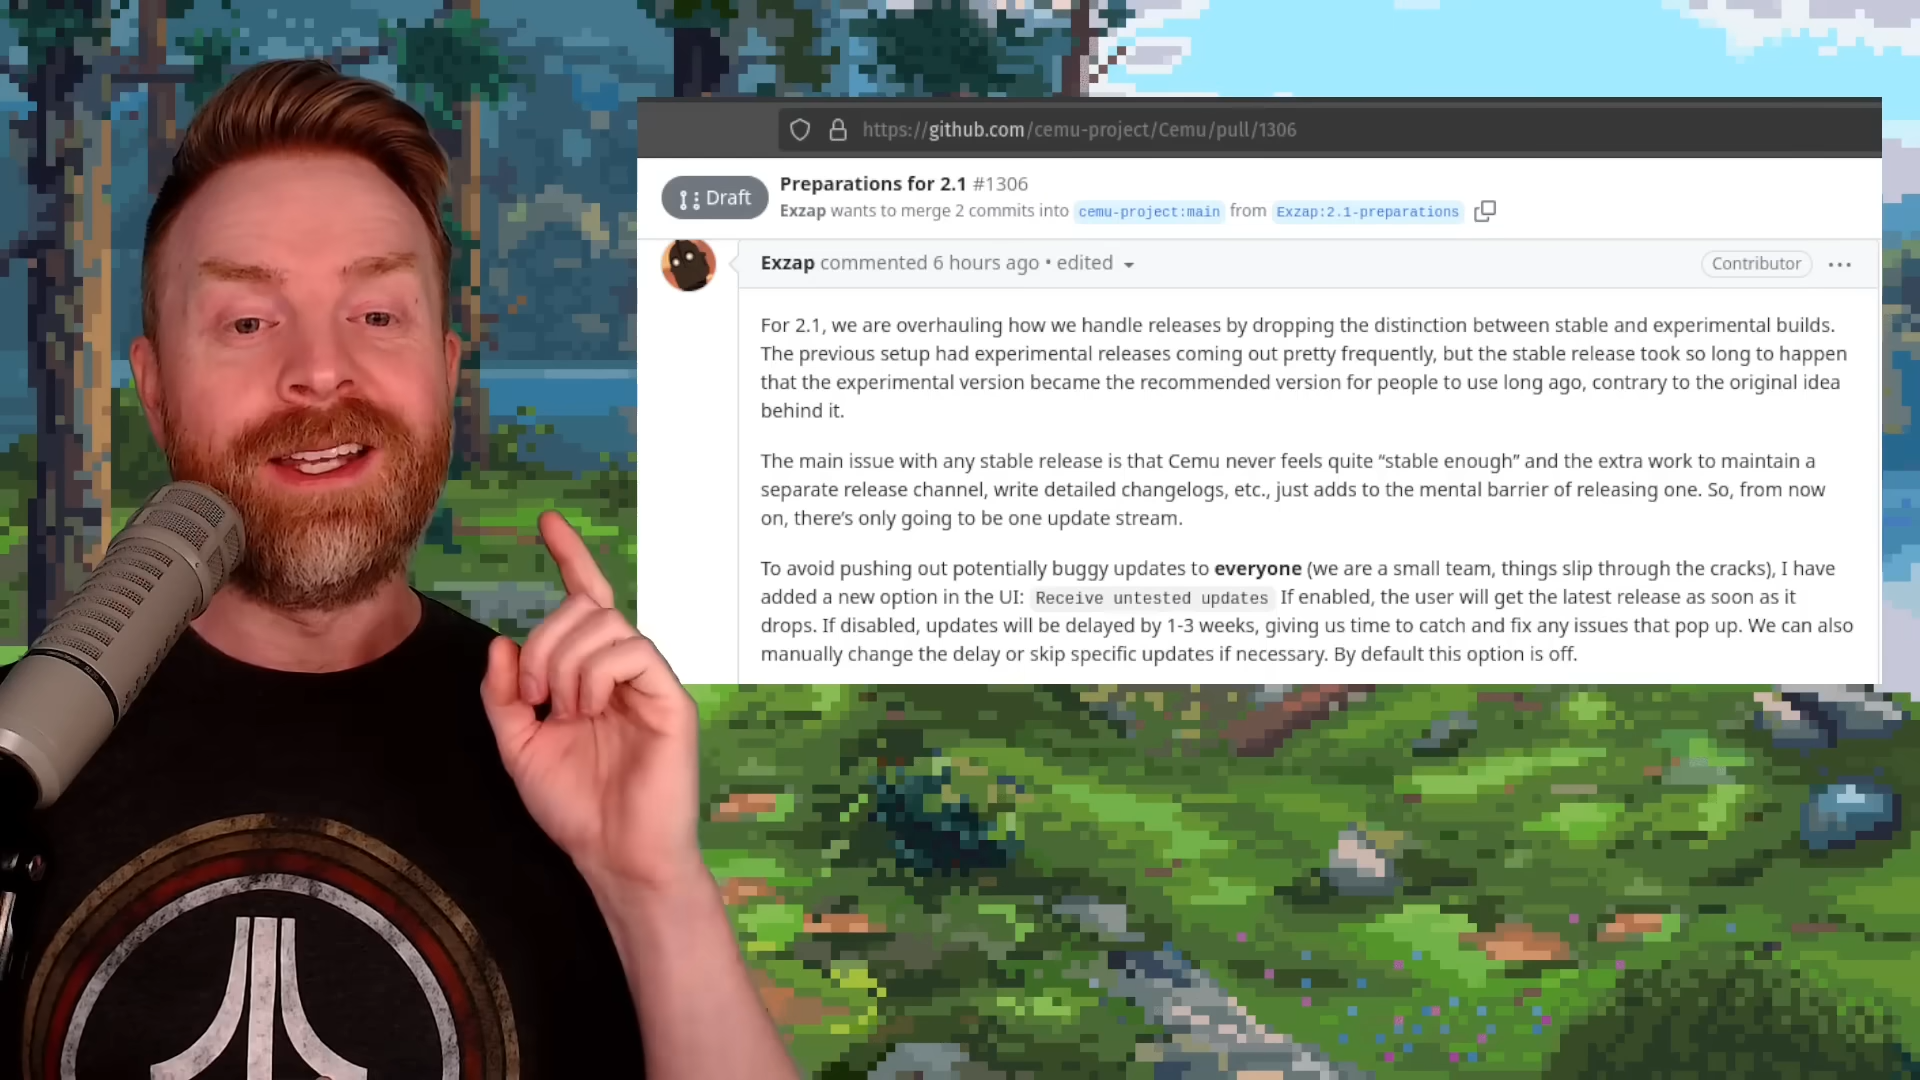 https://github.com/cemu-project/Cemu/pull/1306
Draft
Preparations for 2.1 #1306
Exzap wants to merge 2 commits into cemu-project:main from Exzap:2.1-preparations
Exzap commented 6 hours ago • edited
Contributor
For 2.1, we are overhauling how we handle releases by dropping the distinction between stable and experimental builds.
The previous setup had experimental releases coming out pretty frequently, but the stable release took so long to happen
that the experimental version became the recommended version for people to use long ago, contrary to the original idea
behind it.
The main issue with any stable release is that Cemu never feels quite “stable enough” and the extra work to maintain a
separate release channel, write detailed changelogs, etc., just adds to the mental barrier of releasing one. So, from now
on, there’s only going to be one update stream.
To avoid pushing out potentially buggy updates to everyone (we are a small team, things slip through the cracks), I have
added a new option in the UI: Receive untested updates If enabled, the user will get the latest release as soon as it
drops. If disabled, updates will be delayed by 1-3 weeks, giving us time to catch and fix any issues that pop up. We can also
manually change the delay or skip specific updates if necessary. By default this option is off.